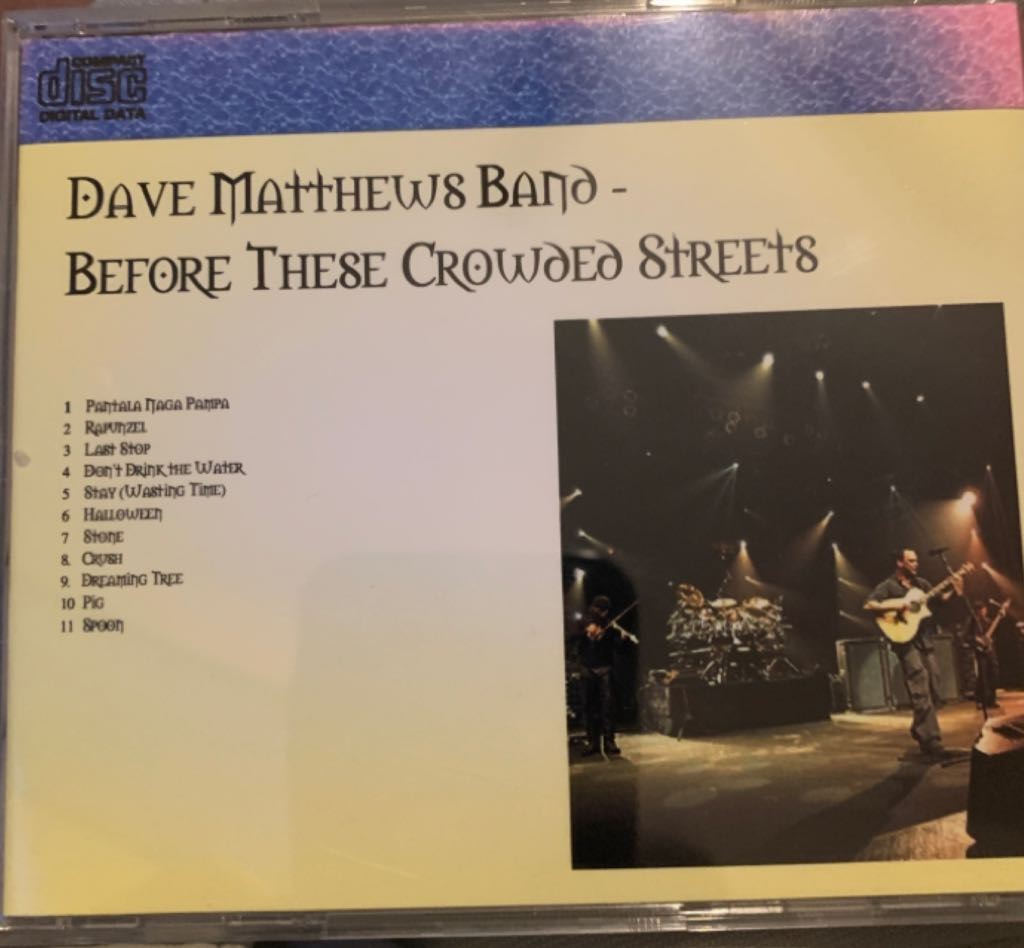 COMPACT
disc
DIGITAL DATA
Dave Matthews Band -
Before These Crowded Streets
1 Pantala Naga Pampa
2 Rapunzel
3 Last Stop
4 Don't Drink the Water
5 Stay (Wasting Time)
6 Halloween
7 Stone
8. Crush
9. Dreaming Tree
10 Pig
11 Spoon